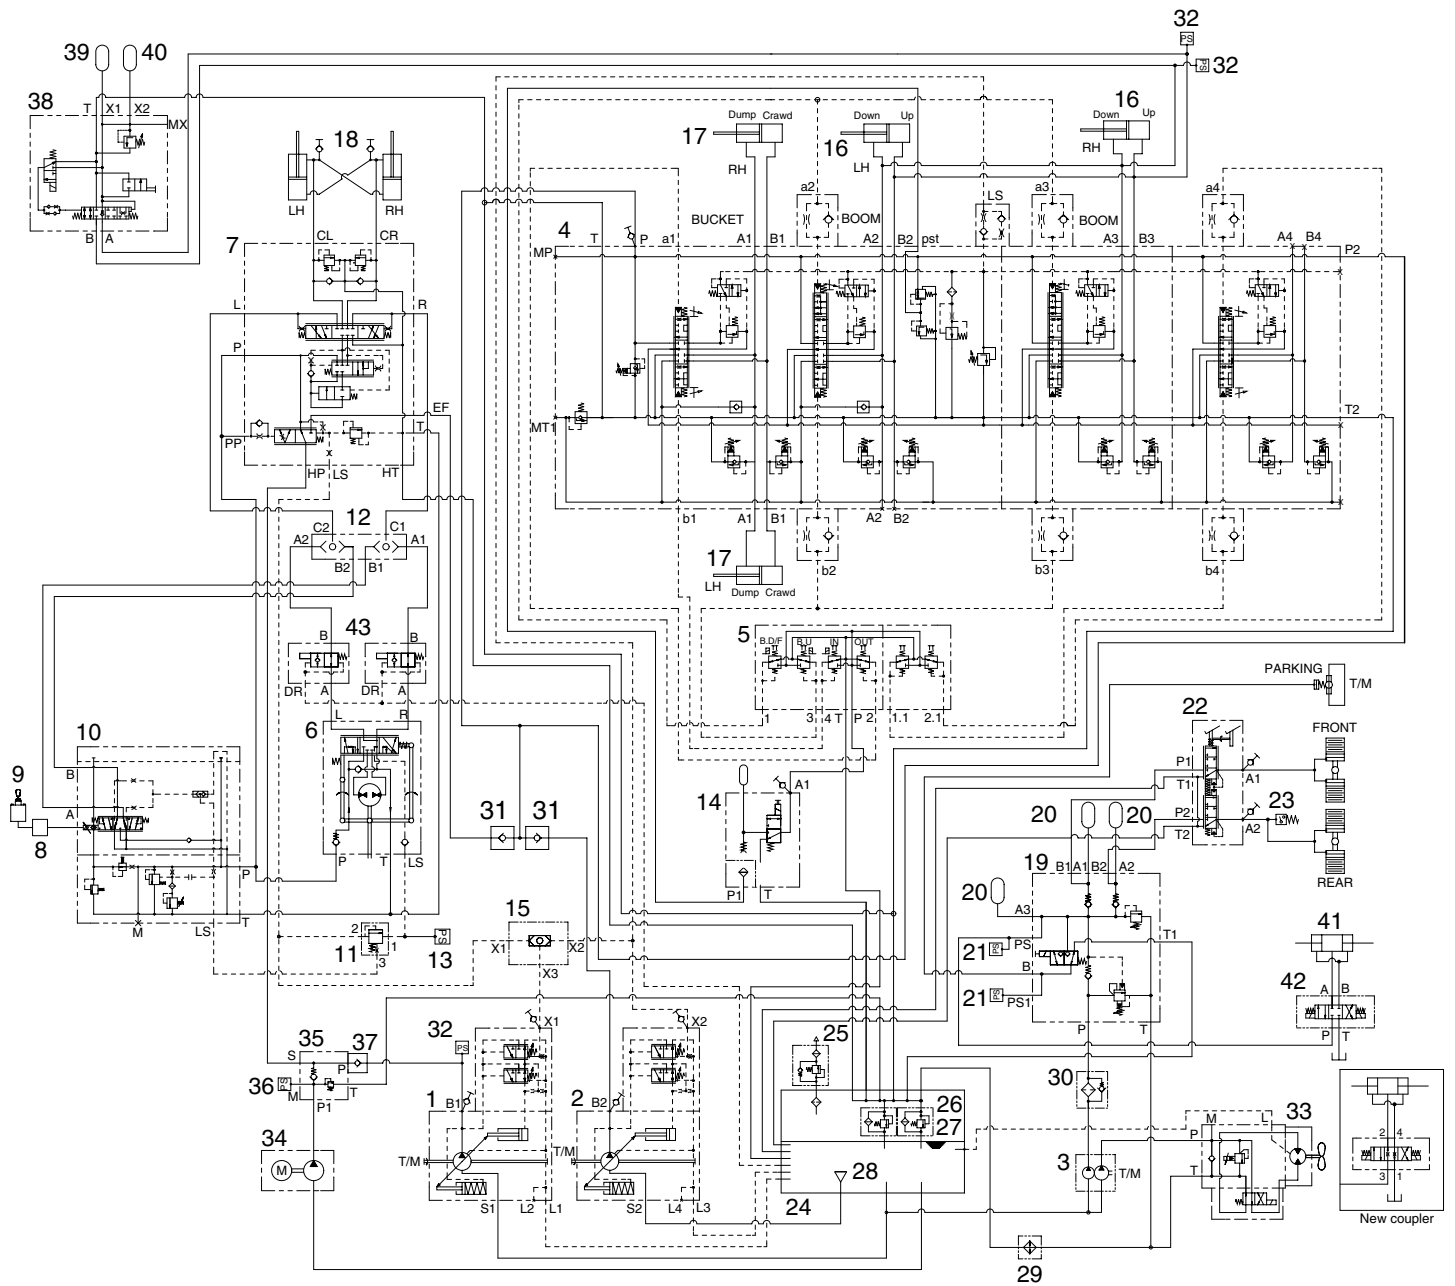 32
PS
PS 32
39 40
38
T X1 X2
MX
B A
18
LH RH
17
Dump Crawd
RH
16
Down Up
LH
16
Down Up
RH
7
CL CR
L R
P
EF
PP T
HP LS HT
4
BUCKET BOOM BOOM
a2 LS a3 a4
T P a1 A1 B1 A2 B2 pst A3 B3 A4 B4
MP P2
MT1 T2
b1 A1 B1 A2 B2
b2 b3 b4
17
LH
Dump Crawd
12
C2 C1
A2 A1
B2 B1
43
B B
DR A DR A
5
B.D/F B.U IN OUT
B B
1 3 4 T P 2 1.1 2.1
PARKING
T/M
22
FRONT
P1 A1
T1
P2 A2
T2
23
REAR
10
B
A
P
M LS T
9
8
6
L R
P T LS
31 31
14
A1
P1 T
20 20
19
B1 A1 B2 A2
20
A3
T1
21 PS PS
B
21 PS PS1
P T
11
2 1
3
13
PS
15
X1 X2
X3
41
42
A B
P T
35
37
S
P
36 PS
M P1 T
34
M
32
PS
1
B1
X1
T/M
S1 L2 L1
2
B2
X2
T/M
S2 L4 L3
25
26
27
28
24
30
3
T/M
29
33
M L
P
T
2 4
3 1
New coupler